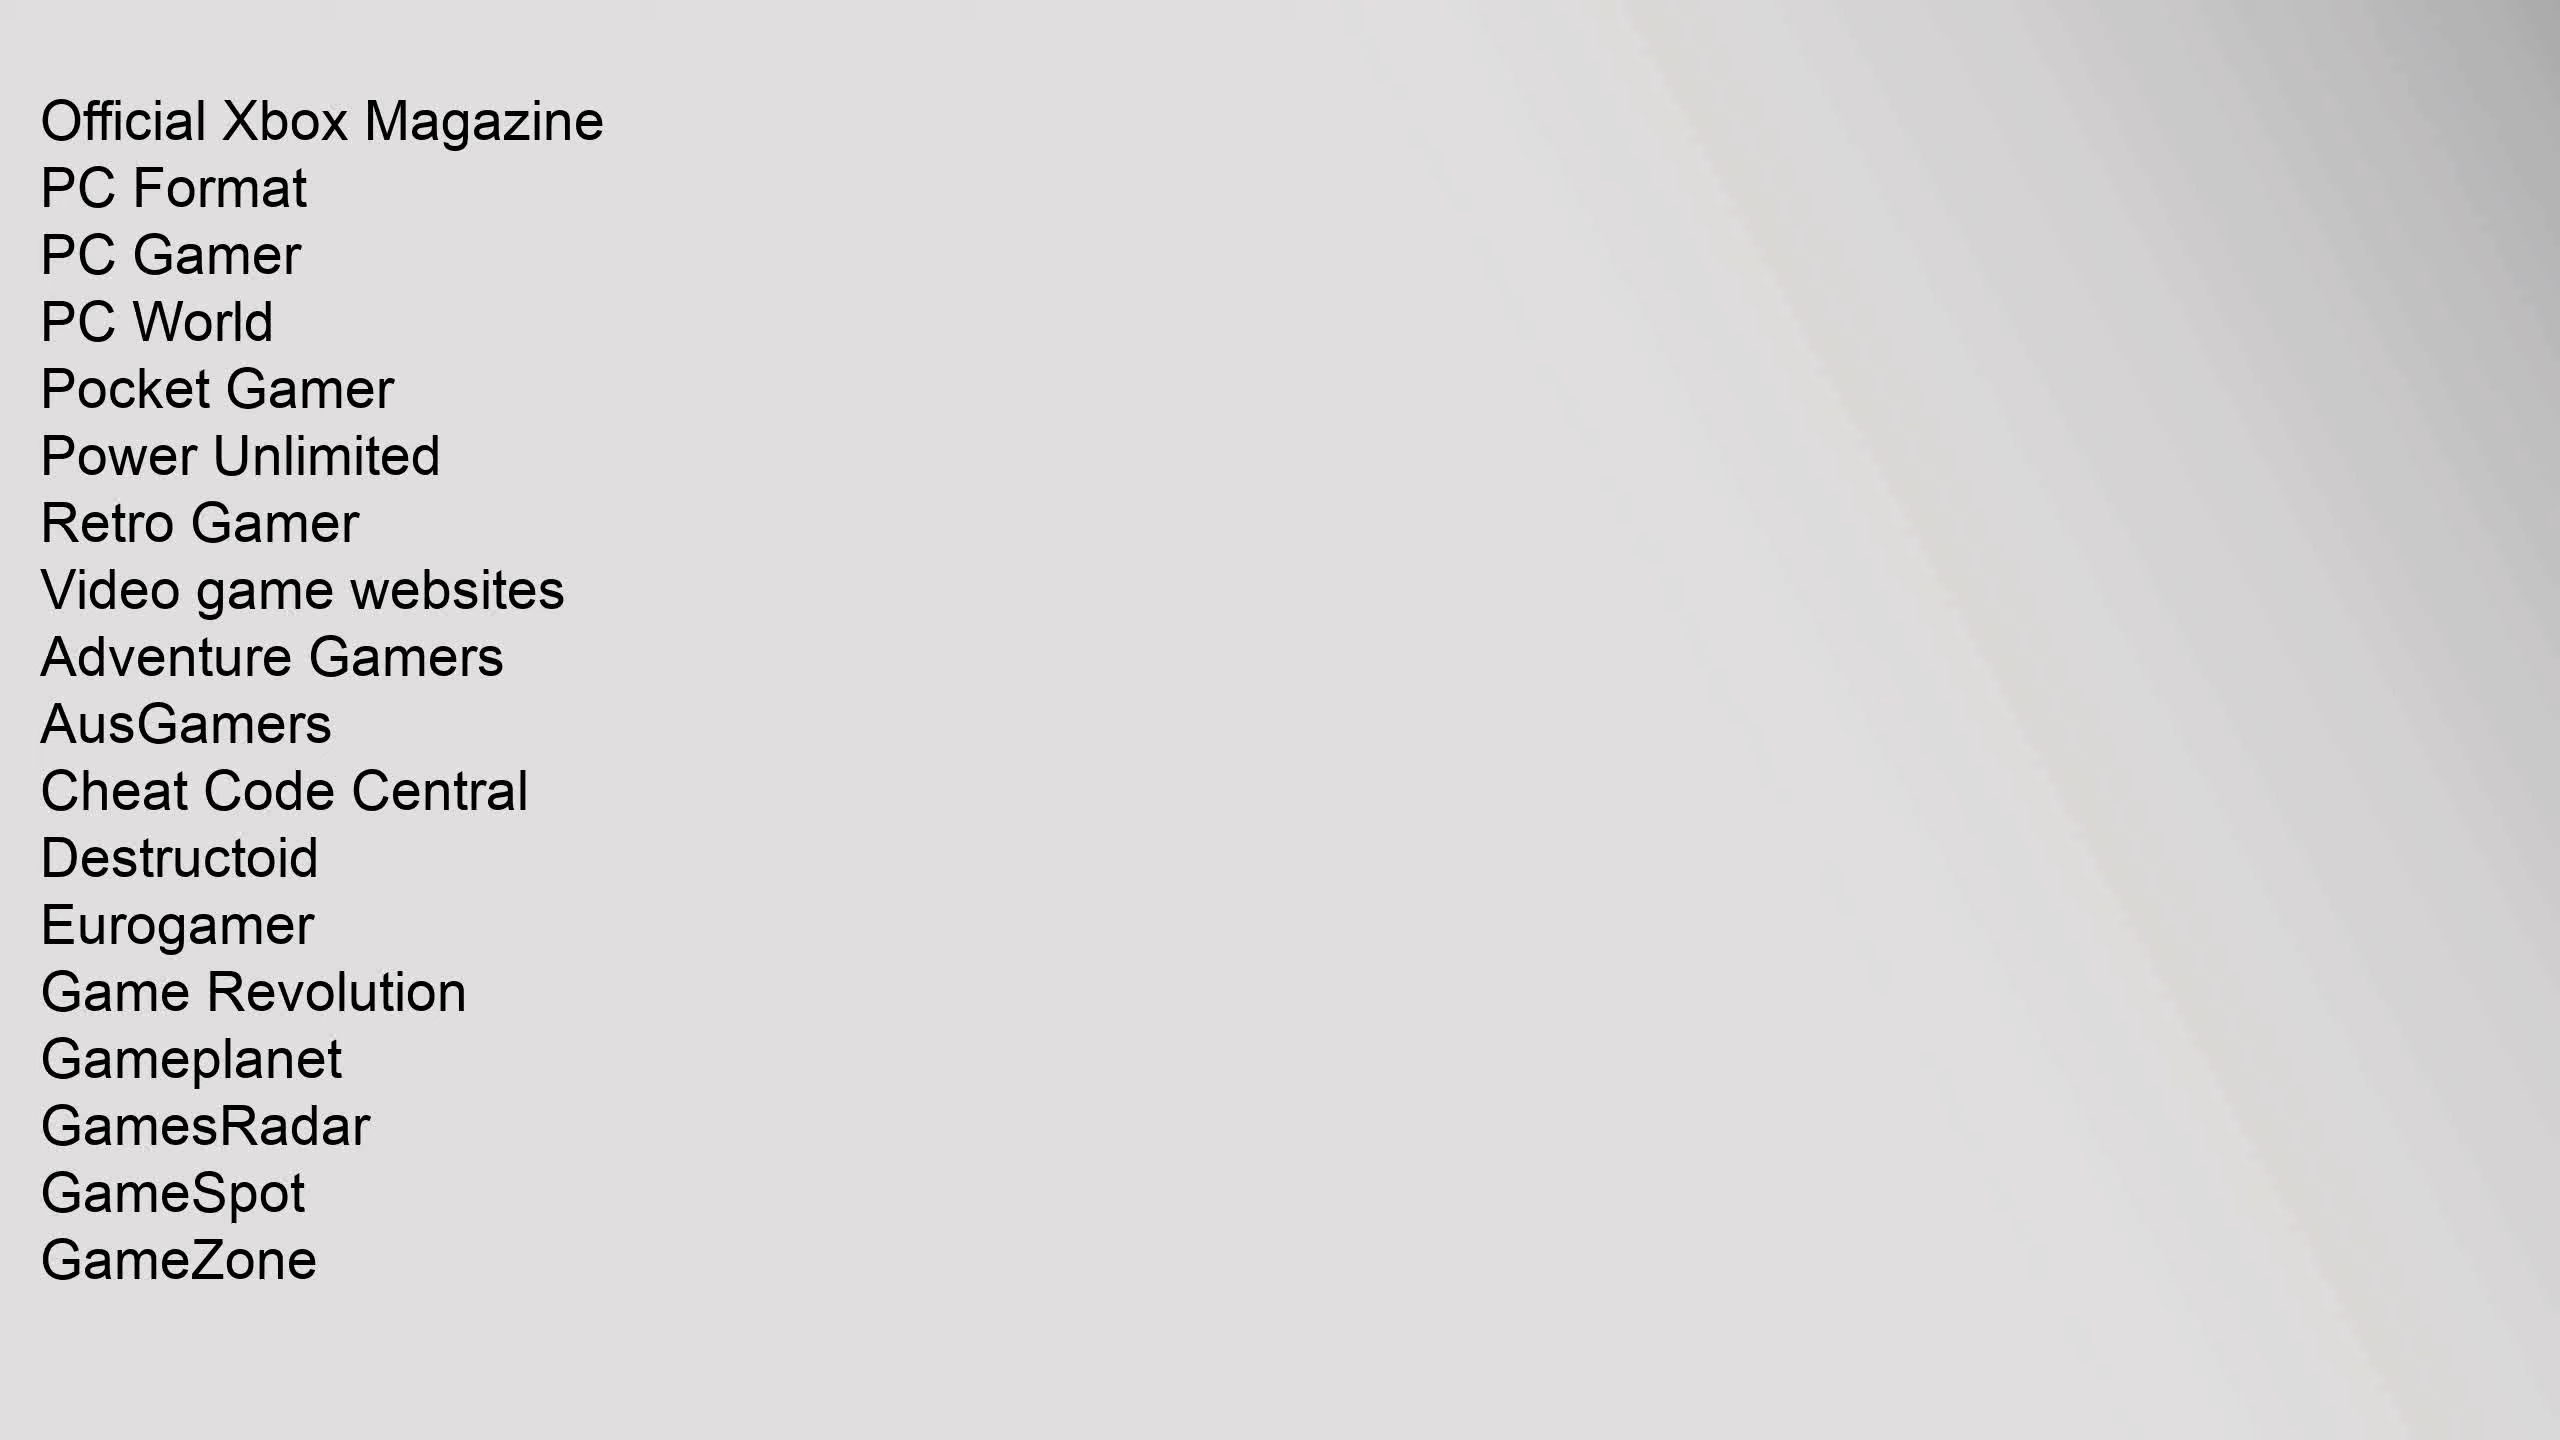 Official Xbox Magazine
PC Format
PC Gamer
PC World
Pocket Gamer
Power Unlimited
Retro Gamer
Video game websites
Adventure Gamers
AusGamers
Cheat Code Central
Destructoid
Eurogamer
Game Revolution
Gameplanet
GamesRadar
GameSpot
GameZone